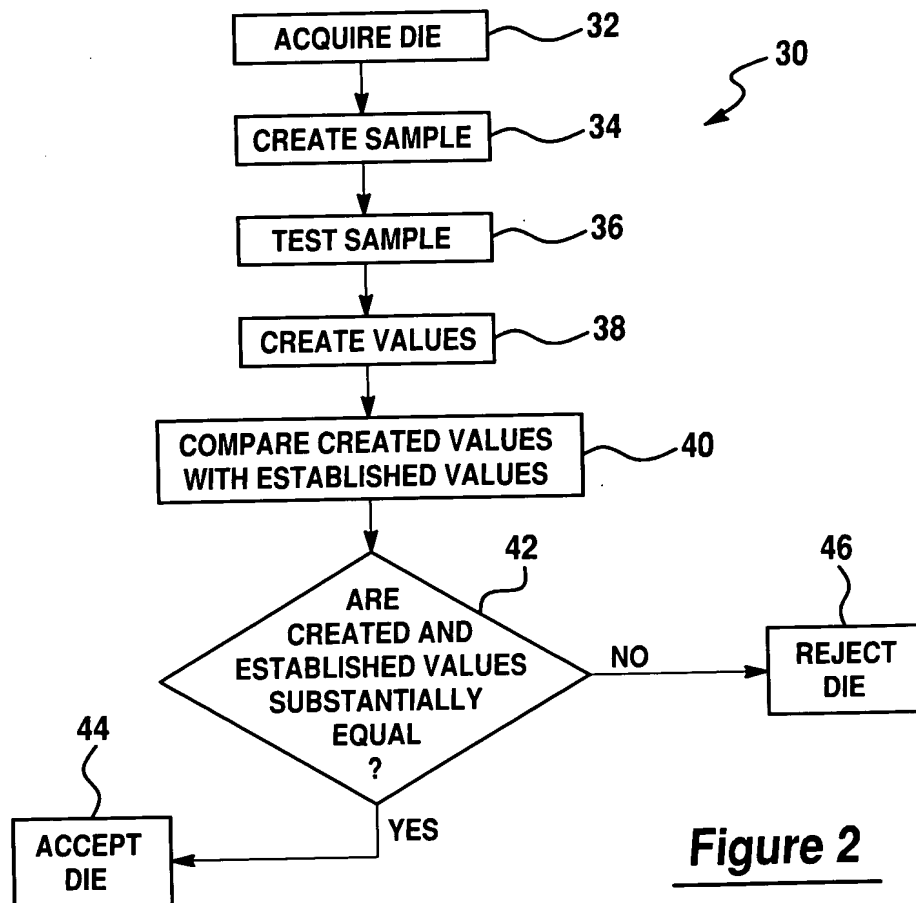 ACQUIRE DIE
32
30
CREATE SAMPLE
34
TEST SAMPLE
36
CREATE VALUES
38
COMPARE CREATED VALUES
WITH ESTABLISHED VALUES
40
42
ARE
CREATED AND
ESTABLISHED VALUES
SUBSTANTIALLY
EQUAL
?
NO
46
REJECT
DIE
YES
44
ACCEPT
DIE
Figure 2